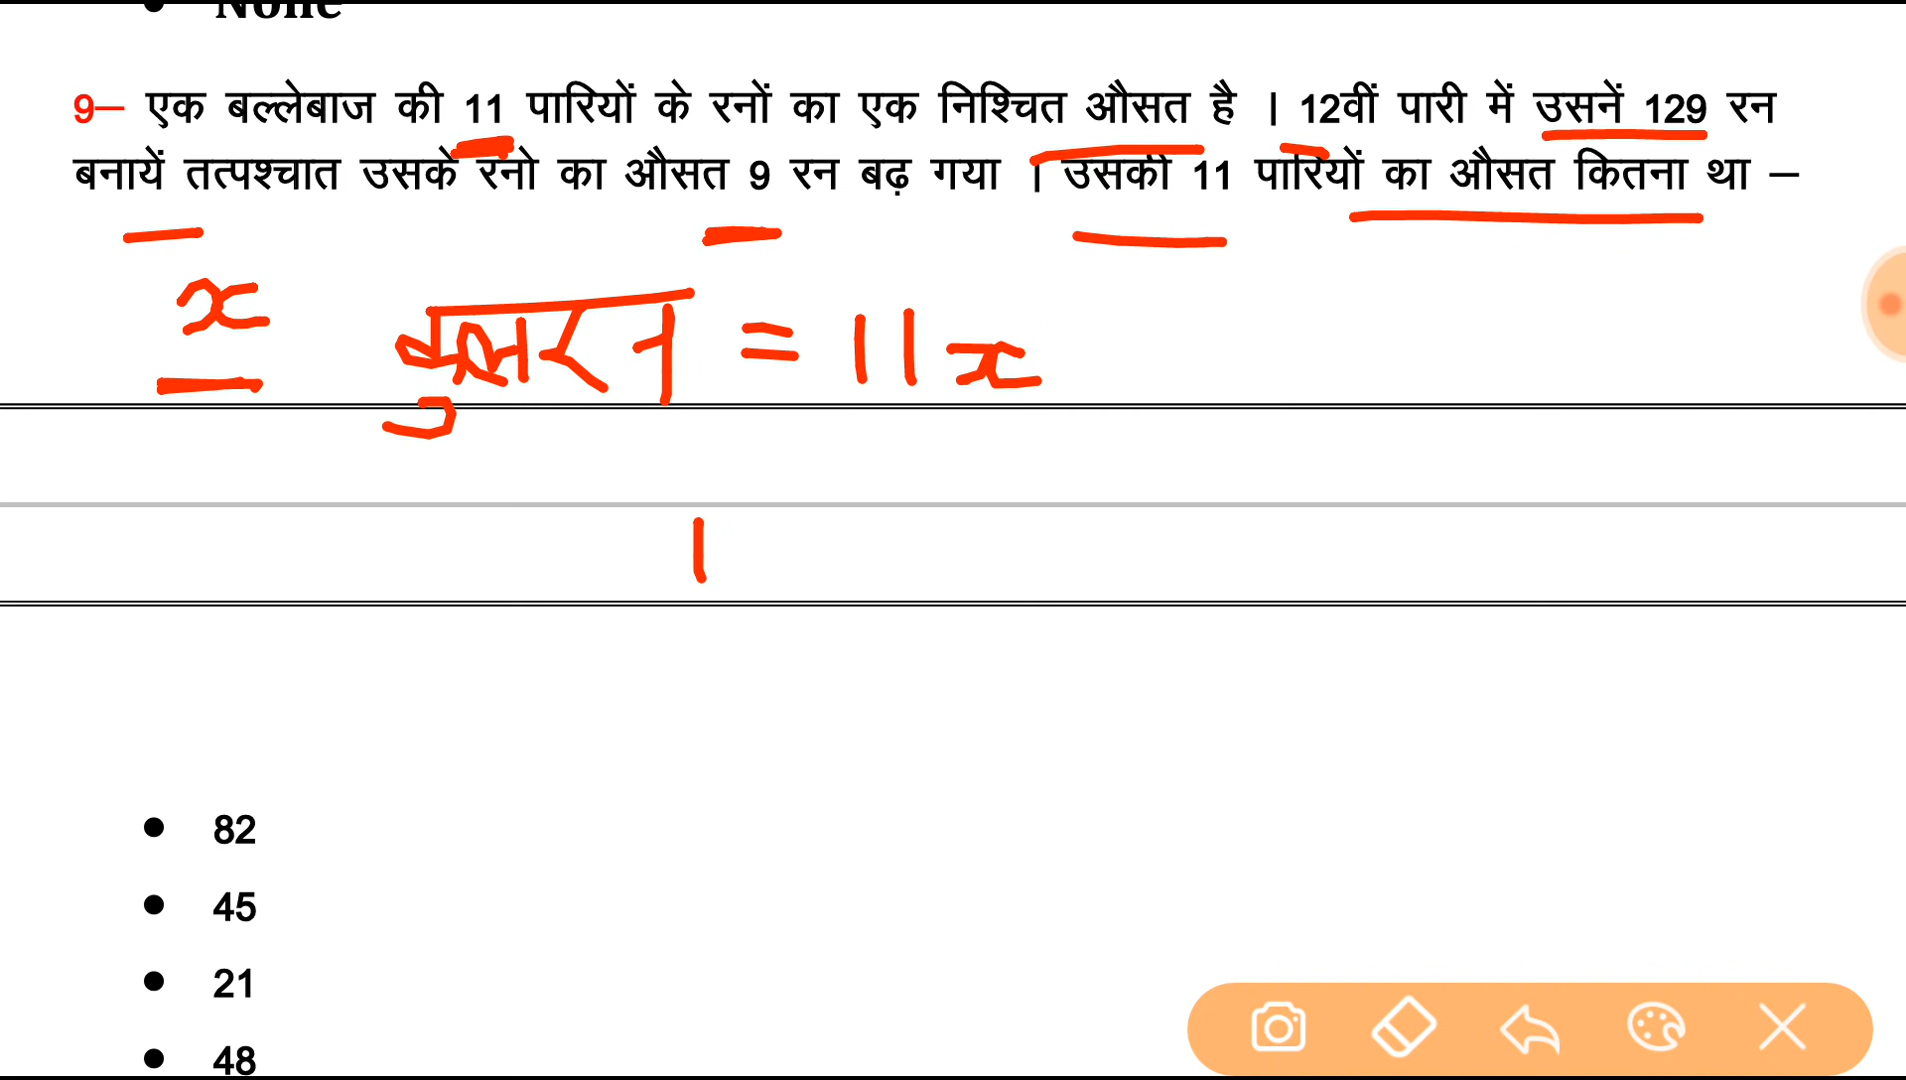 None
9– एक बल्लेबाज की 11 पारियों के रनों का एक निश्चित औसत है | 12वीं पारी में उसनें 129 रन
बनायें तत्पश्चात उसके रनो का औसत 9 रन बढ़ गया | उसकी 11 पारियों का औसत कितना था –
x कुलरन = 11x
1
82
45
21
48